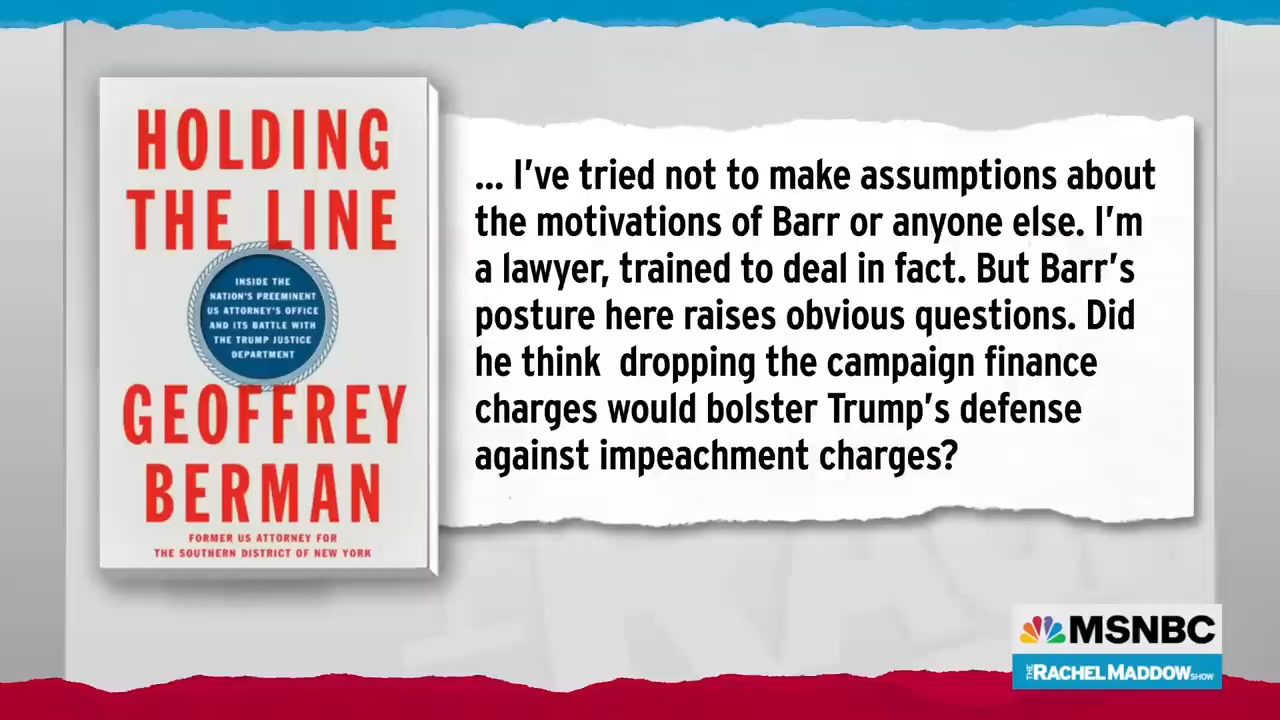 HOLDING
THE LINE
INSIDE THE
NATION'S PREEMINENT
US ATTORNEY'S OFFICE
AND ITS BATTLE WITH
THE TRUMP JUSTICE
DEPARTMENT
GEOFFREY
BERMAN
FORMER US ATTORNEY FOR
THE SOUTHERN DISTRICT OF NEW YORK
... I've tried not to make assumptions about
the motivations of Barr or anyone else. I'm
a lawyer, trained to deal in fact. But Barr's
posture here raises obvious questions. Did
he think  dropping the campaign finance
charges would bolster Trump's defense
against impeachment charges?
MSNBC
THE RACHEL MADDOW SHOW